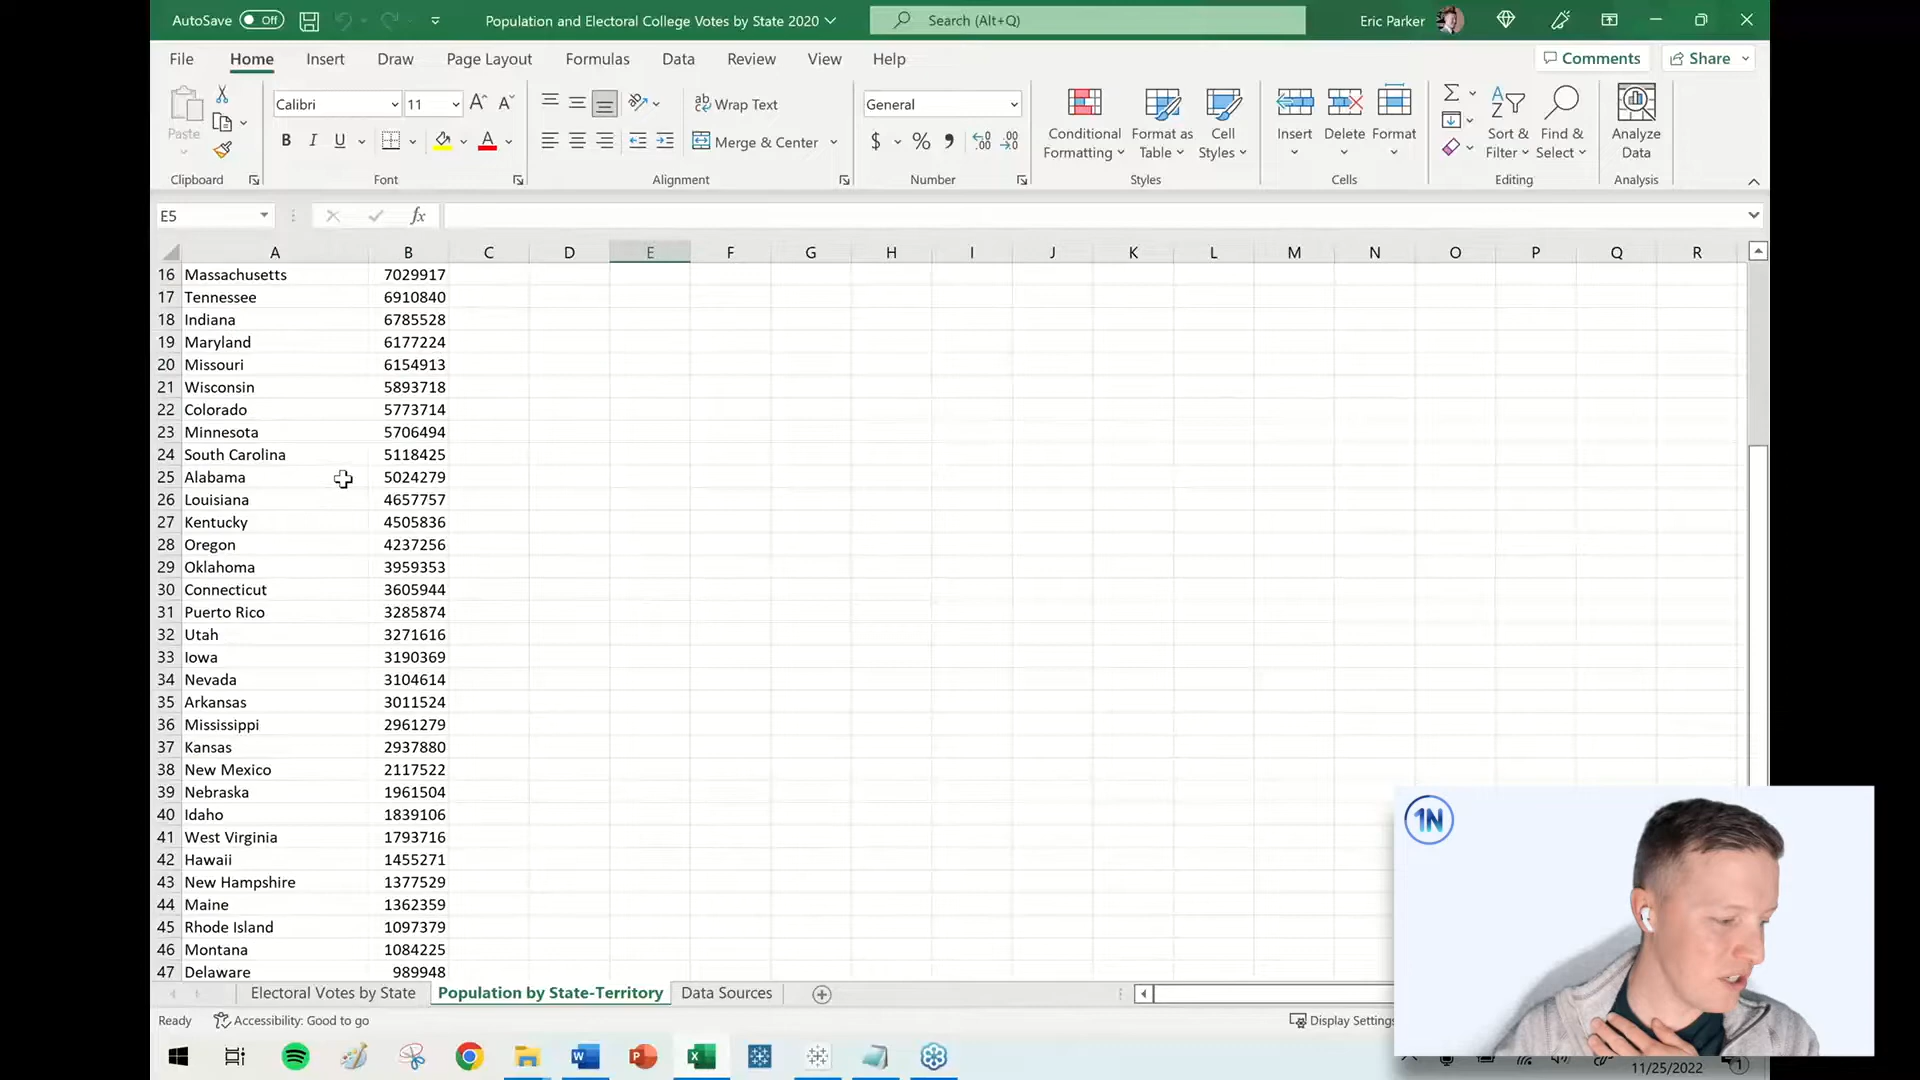 AutoSave Off Population and Electoral College Votes by State 2020 Search (Alt+Q) Eric Parker
File Home Insert Draw Page Layout Formulas Data Review View Help Comments Share
Paste Calibri 11 Wrap Text General Conditional Formatting Format as Table Cell Styles Insert Delete Format Sort & Filter Find & Select Analyze Data
B I U Merge & Center $ %
Clipboard Font Alignment Number Styles Cells Editing Analysis
E5 fx
A B C D E F G H I J K L M N O P Q R
16 Massachusetts 7029917
17 Tennessee 6910840
18 Indiana 6785528
19 Maryland 6177224
20 Missouri 6154913
21 Wisconsin 5893718
22 Colorado 5773714
23 Minnesota 5706494
24 South Carolina 5118425
25 Alabama 5024279
26 Louisiana 4657757
27 Kentucky 4505836
28 Oregon 4237256
29 Oklahoma 3959353
30 Connecticut 3605944
31 Puerto Rico 3285874
32 Utah 3271616
33 Iowa 3190369
34 Nevada 3104614
35 Arkansas 3011524
36 Mississippi 2961279
37 Kansas 2937880
38 New Mexico 2117522
39 Nebraska 1961504
40 Idaho 1839106
41 West Virginia 1793716
42 Hawaii 1455271
43 New Hampshire 1377529
44 Maine 1362359
45 Rhode Island 1097379
46 Montana 1084225
47 Delaware 989948
1N
Electoral Votes by State Population by State-Territory Data Sources
Ready Accessibility: Good to go Display Settings
11/25/2022